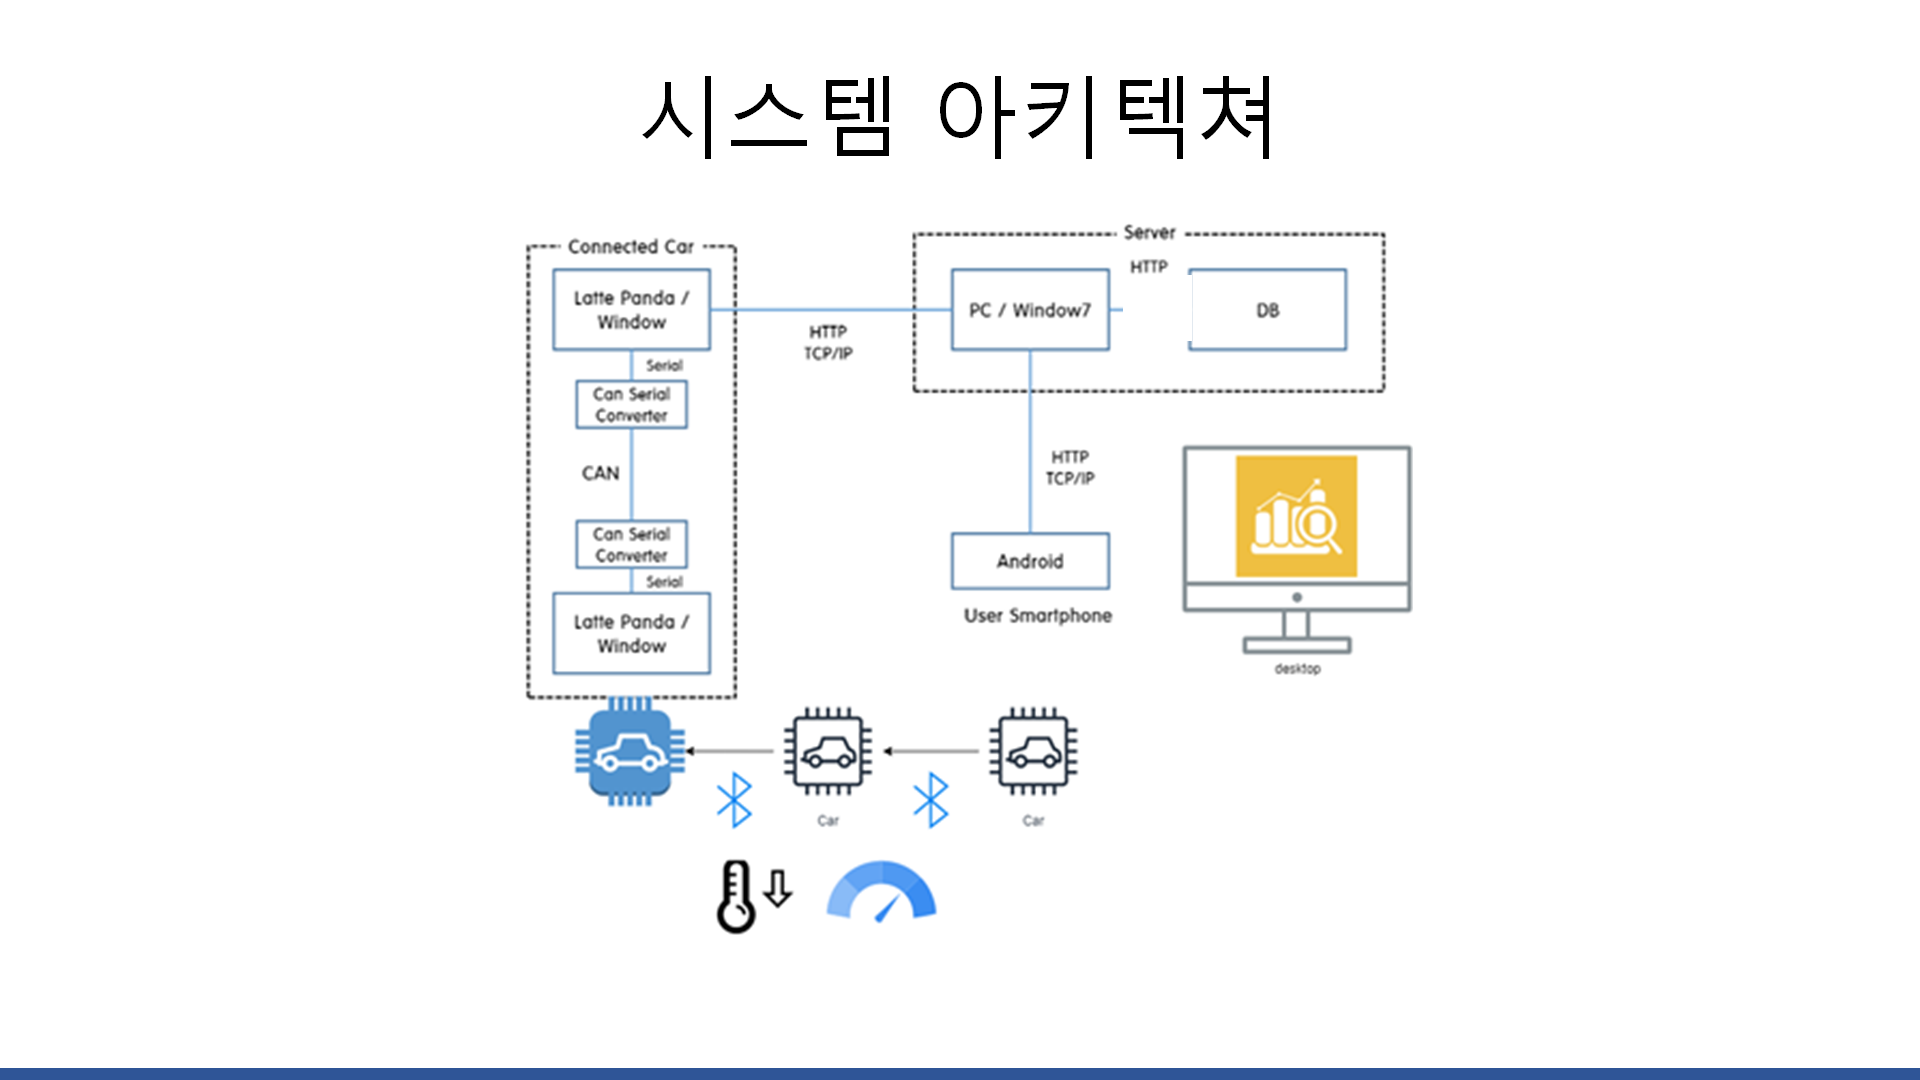 시스템 아키텍쳐
Connected Car
Latte Panda /
Window
Serial
Can Serial
Converter
CAN
Can Serial
Converter
Serial
Latte Panda /
Window
HTTP
TCP/IP
Server
HTTP
PC / Window7
DB
HTTP
TCP/IP
Android
User Smartphone
desktop
Car
Car